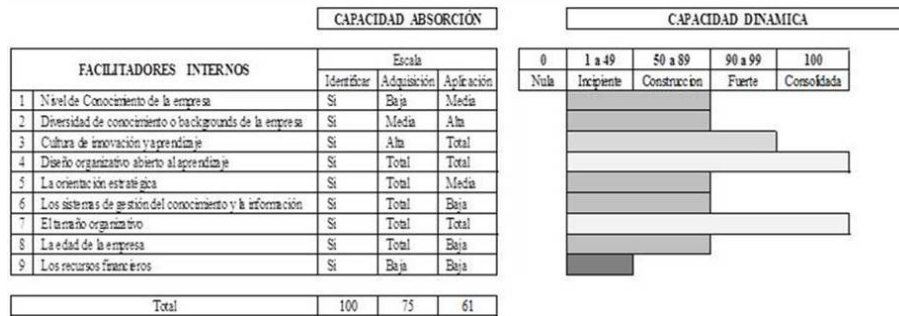 CAPACIDAD ABSORCIÓN CAPACIDAD DINAMICA
FACILITADORES INTERNOS Escala 0 1 a 49 50 a 89 90 a 99 100
Identificar Adquisición Aplicación Nula Incipiente Construccion Fuerte Consolidada
1 Nivel de Conocimiento de la empresa Si Baja Media
2 Diversidad de conocimiento o backgrounds de la empresa Si Media Alta
3 Cultura de innovación y aprendizaje Si Alta Total
4 Diseño organizativo abierto al aprendizaje Si Total Total
5 La orientación estratégica Si Total Media
6 Los sistemas de gestión del conocimiento y la información Si Total Baja
7 El tamaño organizativo Si Total Total
8 La edad de la empresa Si Total Baja
9 Los recursos financieros Si Baja Baja
Total 100 75 61